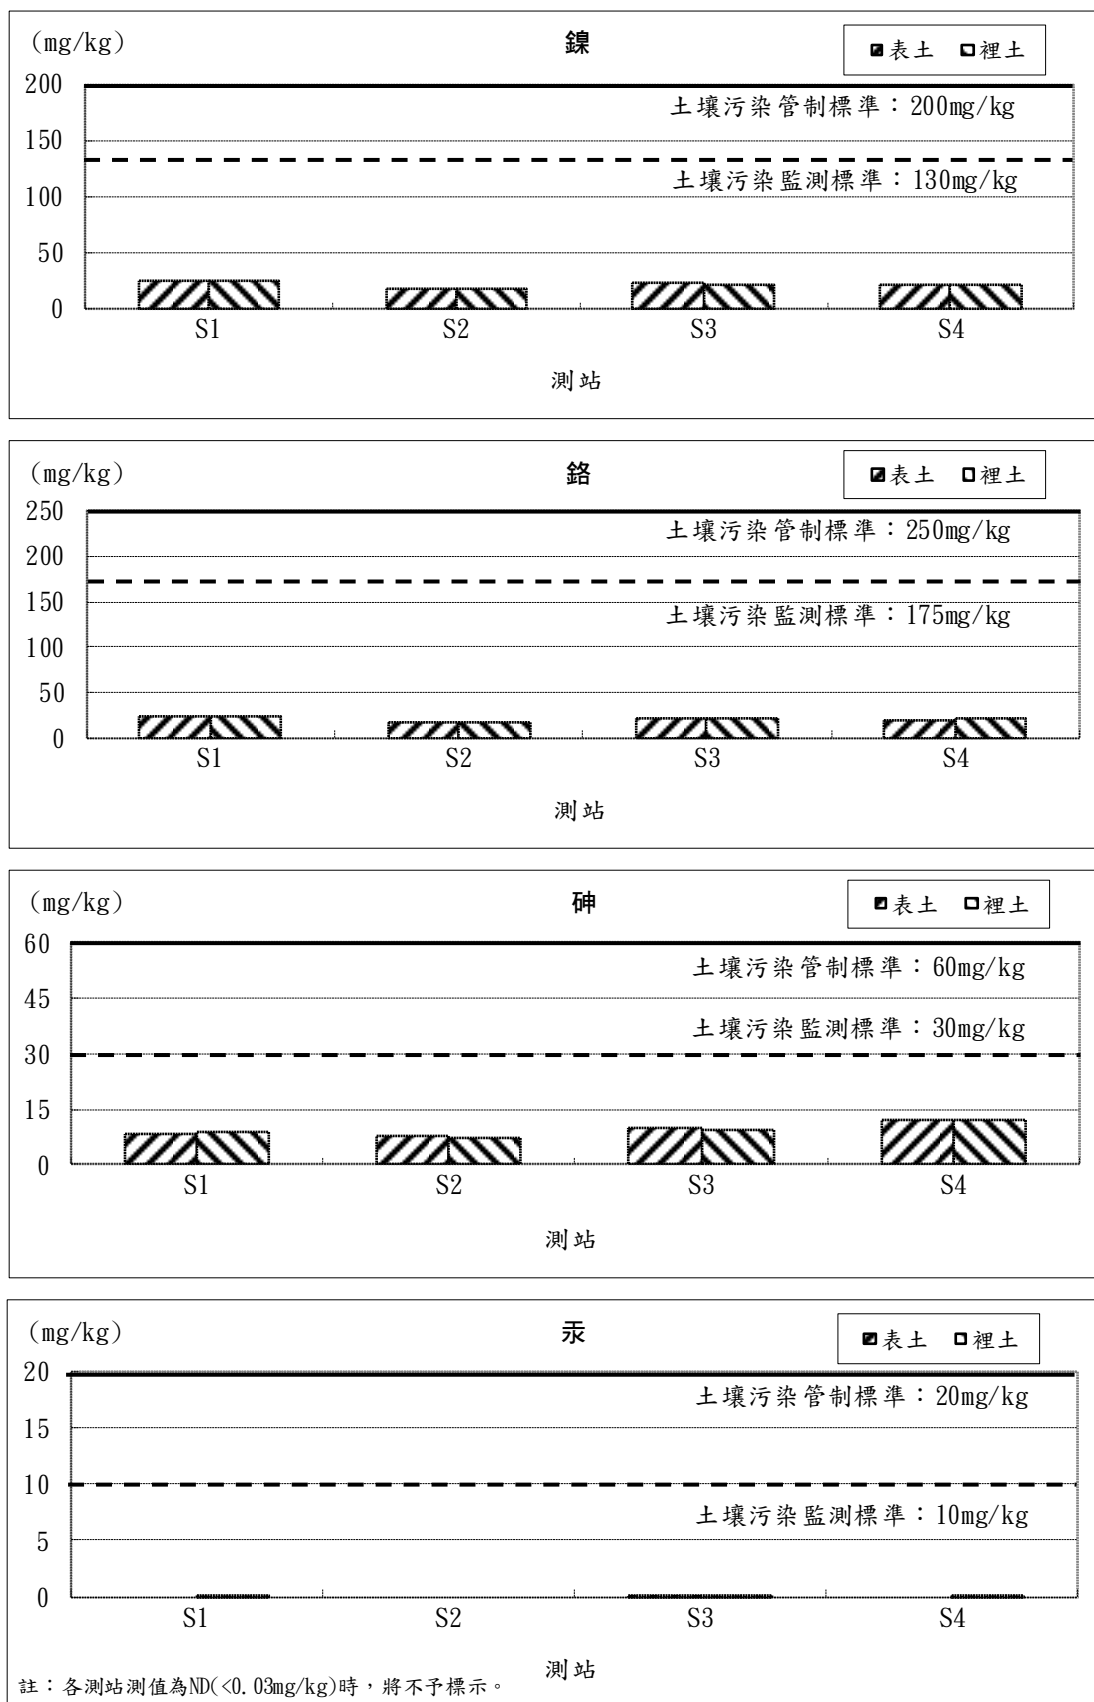 (mg/kg)
鎳
表土 裡土
200
土壤污染管制標準：200mg/kg
150
土壤污染監測標準：130mg/kg
100
50
0
S1 S2 S3 S4
測站
(mg/kg)
鉻
表土 裡土
250
土壤污染管制標準：250mg/kg
200
150
土壤污染監測標準：175mg/kg
100
50
0
S1 S2 S3 S4
測站
(mg/kg)
砷
表土 裡土
60
土壤污染管制標準：60mg/kg
45
土壤污染監測標準：30mg/kg
30
15
0
S1 S2 S3 S4
測站
(mg/kg)
汞
表土 裡土
20
土壤污染管制標準：20mg/kg
15
10
土壤污染監測標準：10mg/kg
5
0
S1 S2 S3 S4
測站
註：各測站測值為ND(<0.03mg/kg)時，將不予標示。